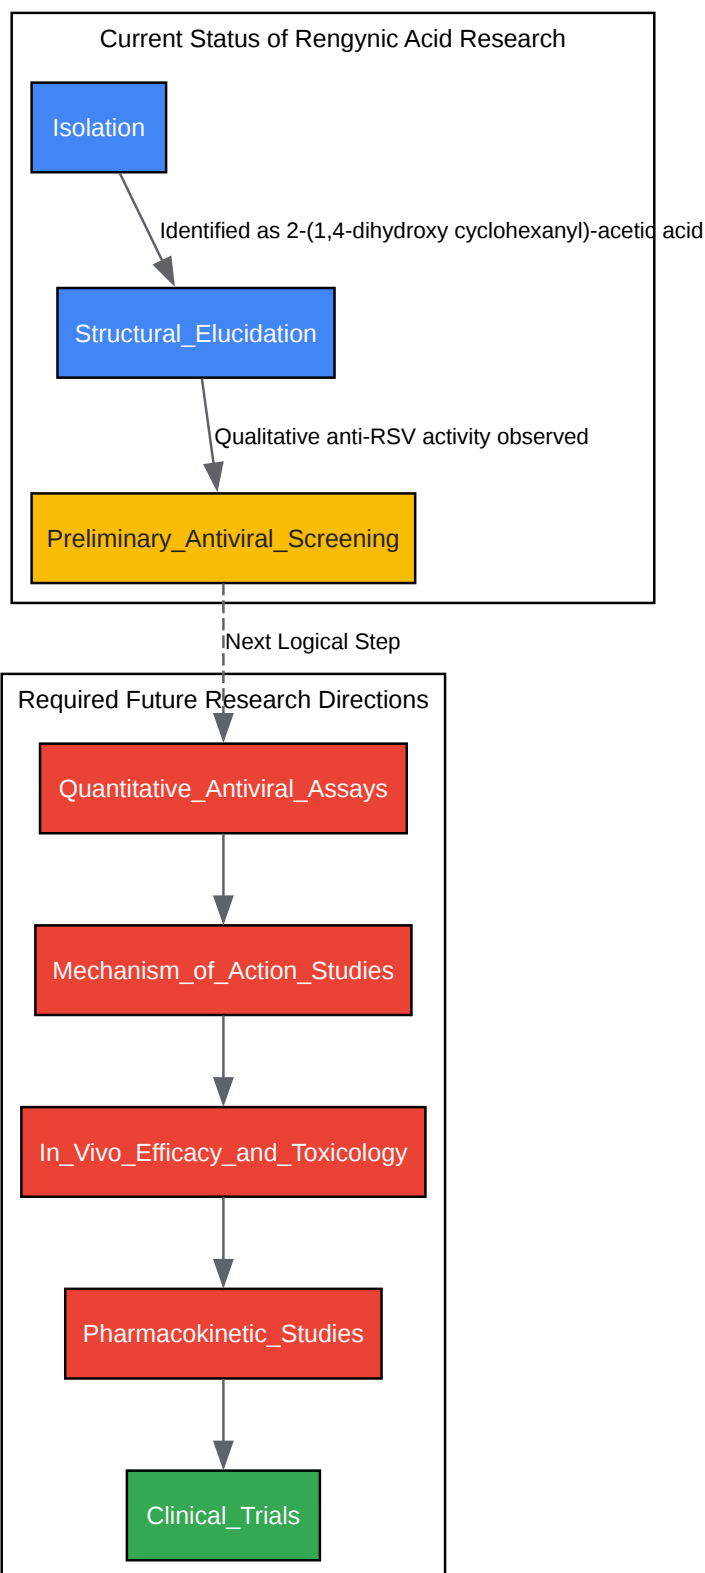 Current Status of Rengynic Acid Research
Isolation
Identified as 2-(1,4-dihydroxy cyclohexanyl)-acetic acid
Structural_Elucidation
Qualitative anti-RSV activity observed
Preliminary_Antiviral_Screening
Next Logical Step
Required Future Research Directions
Quantitative_Antiviral_Assays
Mechanism_of_Action_Studies
In_Vivo_Efficacy_and_Toxicology
Pharmacokinetic_Studies
Clinical_Trials